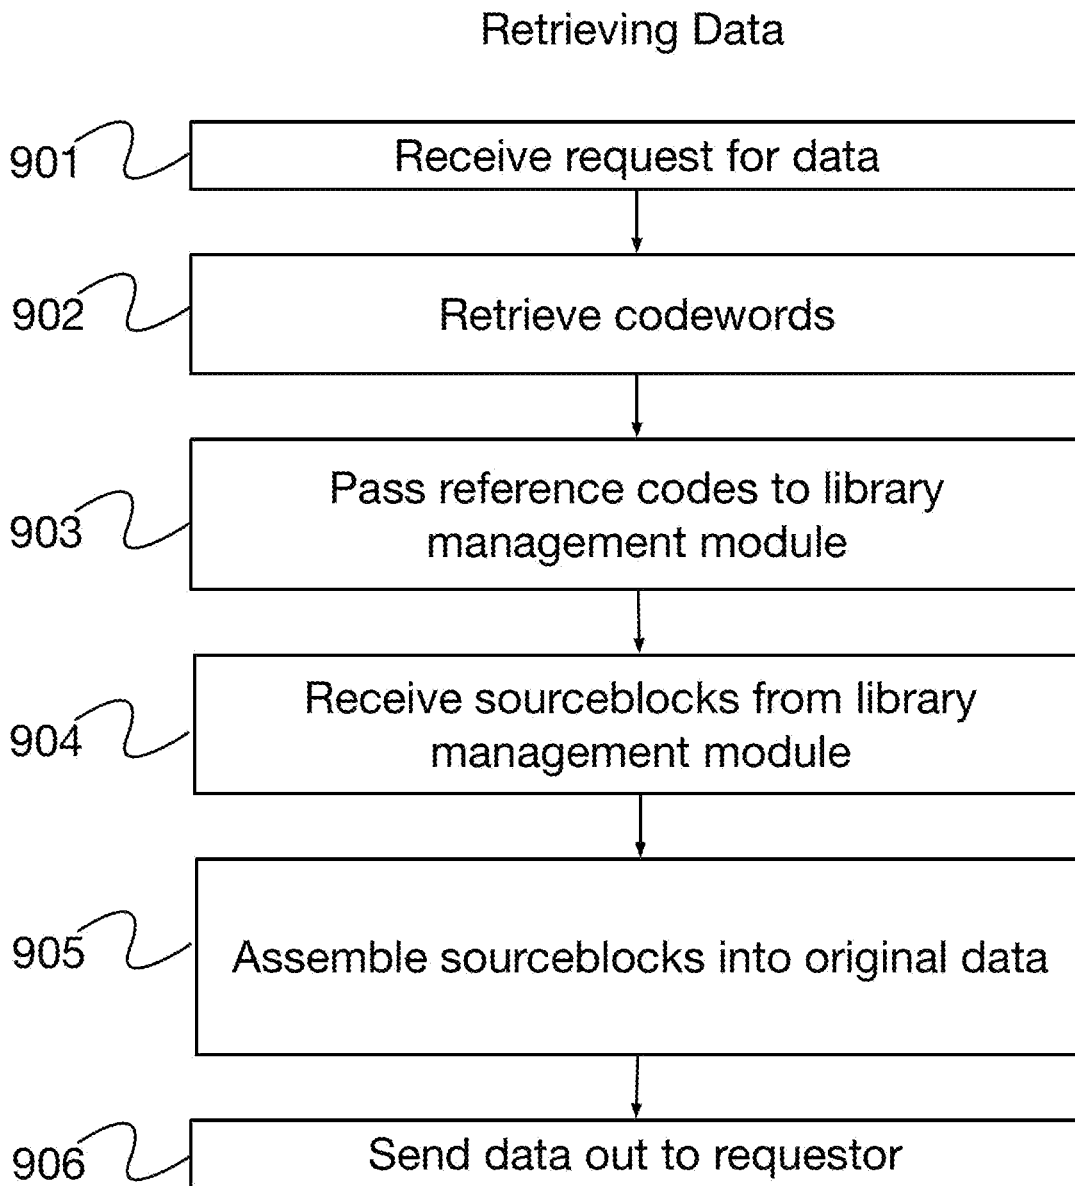 Retrieving Data
901
Receive request for data
902
Retrieve codewords
903
Pass reference codes to library
management module
904
Receive sourceblocks from library
management module
905
Assemble sourceblocks into original data
906
Send data out to requestor